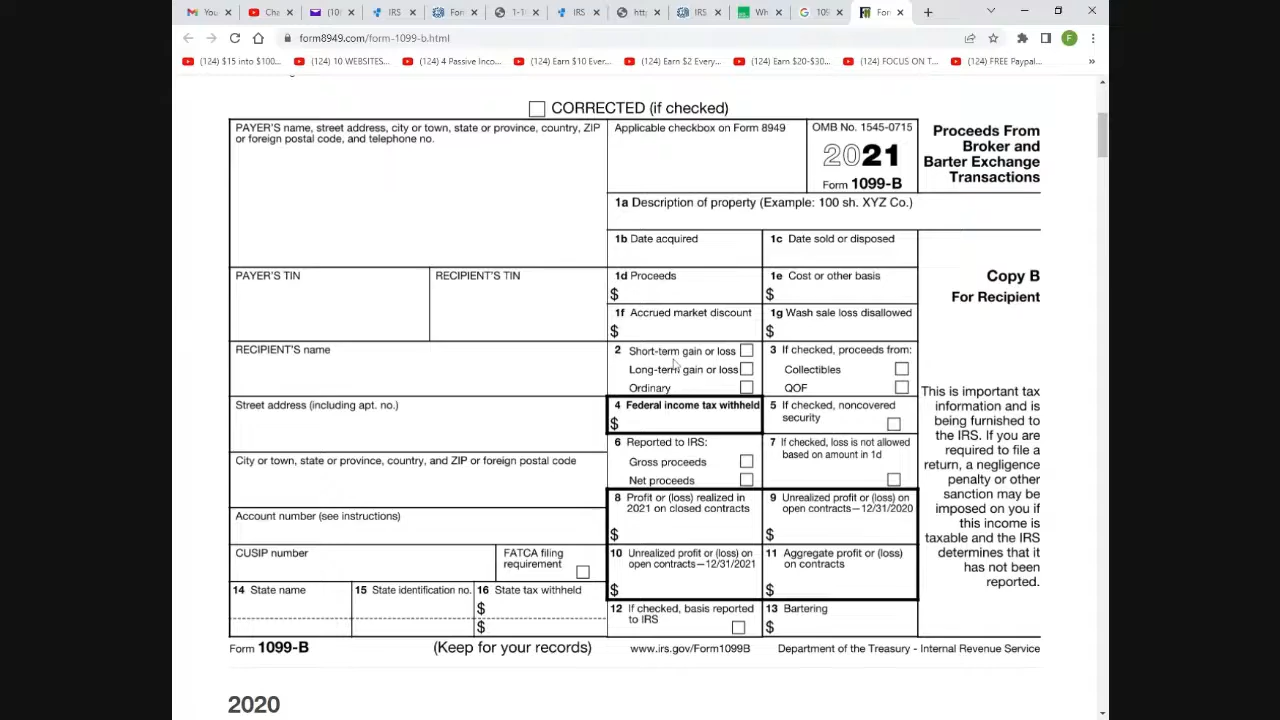 You
Cha
(10(
IRS
For
1-1(
IRS
http
IRS
Wh
109
For
form8949.com/form-1099-b.html
F
(124) $15 into $100...
(124) 10 WEBSITES...
(124) 4 Passive Inco...
(124) Earn $10 Ever...
(124) Earn $2 Every...
(124) Earn $20-$30...
(124) FOCUS ON T...
(124) FREE Paypal...
»
CORRECTED (if checked)
PAYER'S name, street address, city or town, state or province, country, ZIP
or foreign postal code, and telephone no.
Applicable checkbox on Form 8949
OMB No. 1545-0715
2021
Form 1099-B
Proceeds From
Broker and
Barter Exchange
Transactions
1a Description of property (Example: 100 sh. XYZ Co.)
1b Date acquired
1c Date sold or disposed
PAYER'S TIN
RECIPIENT'S TIN
1d Proceeds
$
1e Cost or other basis
$
Copy B
For Recipient
1f Accrued market discount
$
1g Wash sale loss disallowed
$
RECIPIENT'S name
2 Short-term gain or loss
Long-term gain or loss
Ordinary
3 If checked, proceeds from:
Collectibles
QOF
This is important tax
information and is
being furnished to
the IRS. If you are
required to file a
return, a negligence
penalty or other
sanction may be
imposed on you if
this income is
taxable and the IRS
determines that it
has not been
reported.
Street address (including apt. no.)
4 Federal income tax withheld
$
5 If checked, noncovered
security
6 Reported to IRS:
Gross proceeds
Net proceeds
7 If checked, loss is not allowed
based on amount in 1d
City or town, state or province, country, and ZIP or foreign postal code
8 Profit or (loss) realized in
2021 on closed contracts
$
9 Unrealized profit or (loss) on
open contracts—12/31/2020
$
Account number (see instructions)
CUSIP number
FATCA filing
requirement
10 Unrealized profit or (loss) on
open contracts—12/31/2021
$
11 Aggregate profit or (loss)
on contracts
$
14 State name
15 State identification no.
16 State tax withheld
$
$
12 If checked, basis reported
to IRS
13 Bartering
$
Form 1099-B
(Keep for your records)
www.irs.gov/Form1099B
Department of the Treasury - Internal Revenue Service
2020